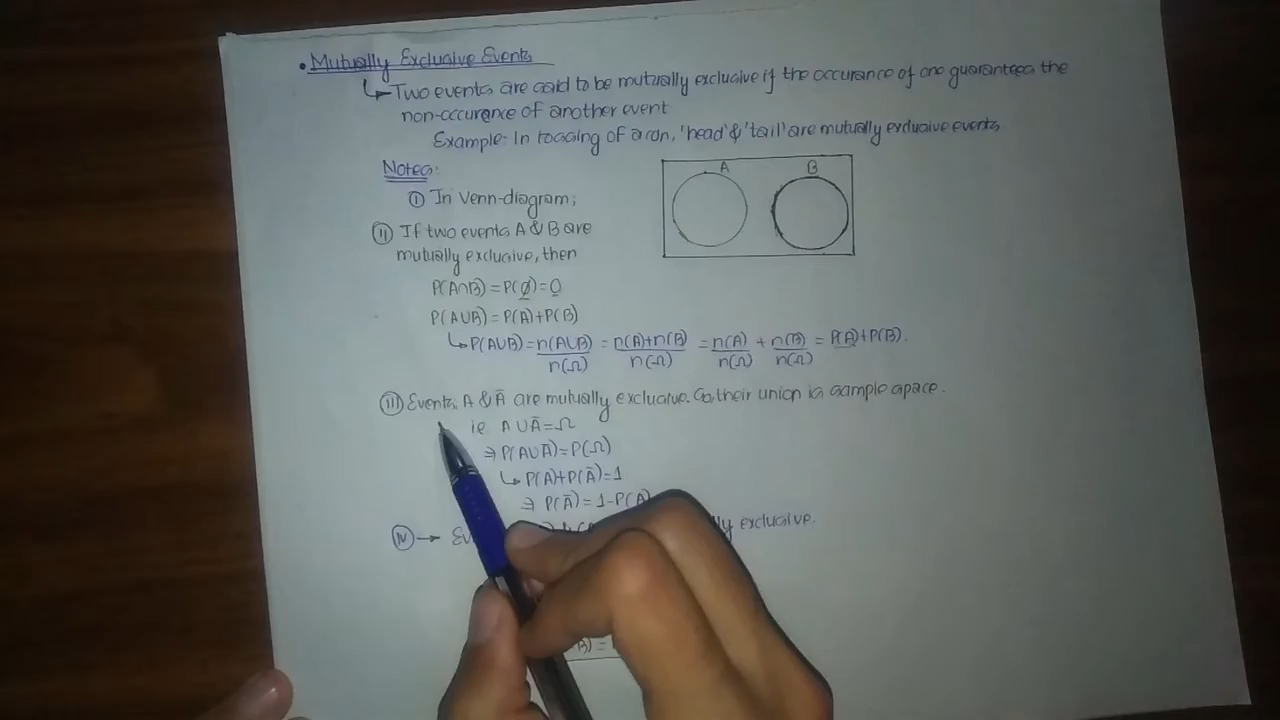 • Mutually Exclusive Events
↳ Two events are said to be mutually exclusive if the occurance of one guarantees the
non-occurance of another event
Example:- In tossing of a coin, 'head' & 'tail' are mutually exclusive events
Notes:
① In Venn-diagram;
A B
Ⅱ If two events A & B are
mutually exclusive, then
P(A∩B)=P(∅)=0
P(A∪B)=P(A)+P(B)
↳ P(A∪B)=n(A∪B)/n(Ω) = n(A)+n(B)/n(Ω) = n(A)/n(Ω) + n(B)/n(Ω) = P(A)+P(B).
Ⅲ Events A & Ā are mutually exclusive. So, their union is sample space.
ie A∪Ā=Ω
⇒ P(A∪Ā)=P(Ω)
↳ P(A)+P(Ā)=1
⇒ P(Ā)=1-P(A)
Ⅳ → exclusive.